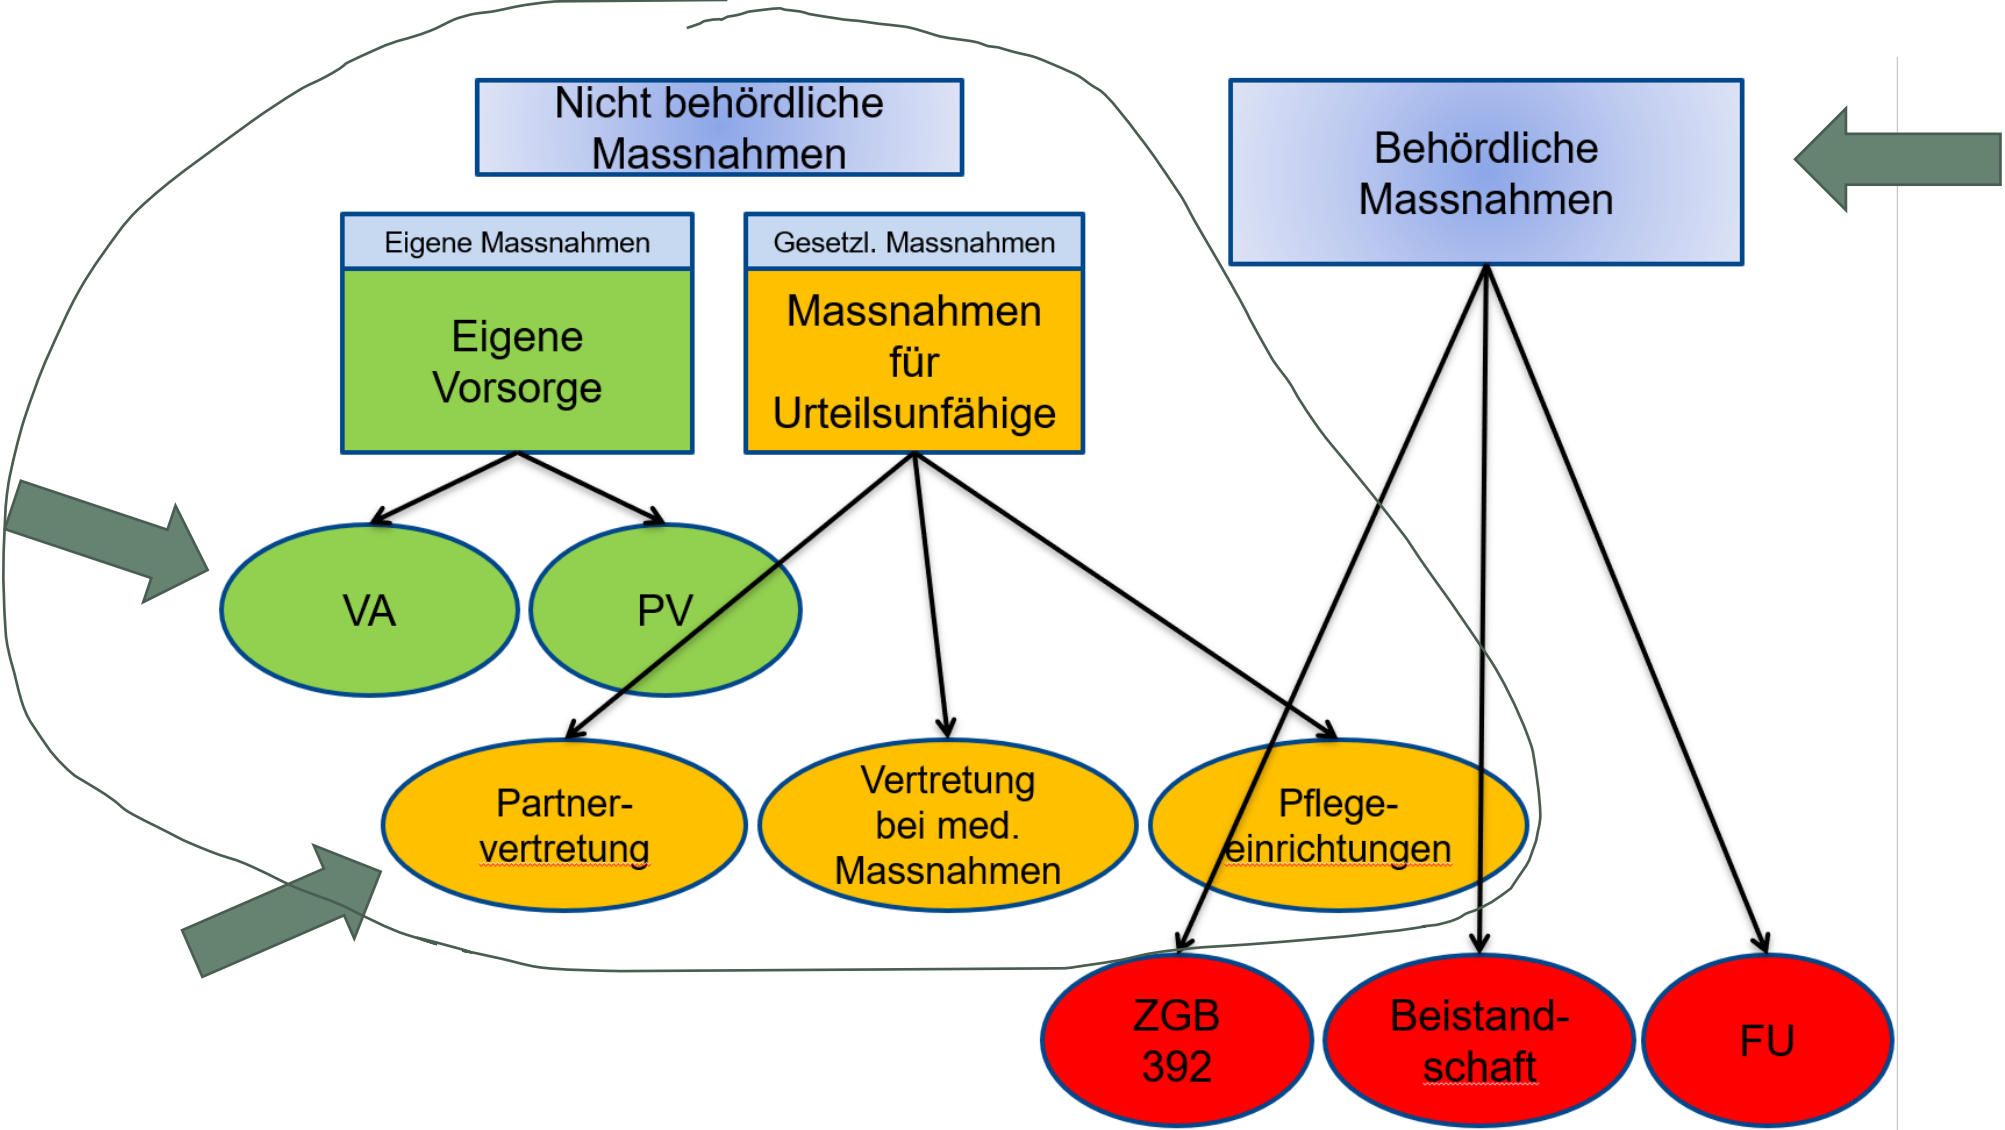 Nicht behördliche
Massnahmen
Behördliche
Massnahmen
Eigene Massnahmen
Gesetzl. Massnahmen
Eigene
Vorsorge
Massnahmen
für
Urteilsunfähige
VA
PV
Partner-
vertretung
Vertretung
bei med.
Massnahmen
Pflege-
einrichtungen
ZGB
392
Beistand-
schaft
FU